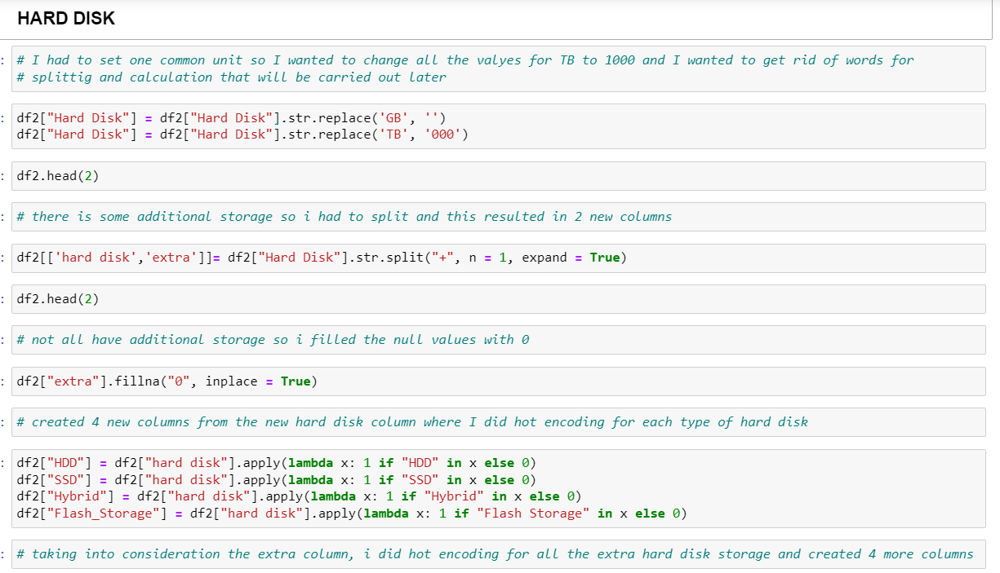 HARD DISK
: # I had to set one common unit so I wanted to change all the valyes for TB to 1000 and I wanted to get rid of words for
# splittig and calculation that will be carried out later
: df2["Hard Disk"] = df2["Hard Disk"].str.replace('GB', '')
df2["Hard Disk"] = df2["Hard Disk"].str.replace('TB', '000')
: df2.head(2)
: # there is some additional storage so i had to split and this resulted in 2 new columns
: df2[['hard disk','extra']]= df2["Hard Disk"].str.split("+", n = 1, expand = True)
: df2.head(2)
: # not all have additional storage so i filled the null values with 0
: df2["extra"].fillna("0", inplace = True)
: # created 4 new columns from the new hard disk column where I did hot encoding for each type of hard disk
: df2["HDD"] = df2["hard disk"].apply(lambda x: 1 if "HDD" in x else 0)
df2["SSD"] = df2["hard disk"].apply(lambda x: 1 if "SSD" in x else 0)
df2["Hybrid"] = df2["hard disk"].apply(lambda x: 1 if "Hybrid" in x else 0)
df2["Flash_Storage"] = df2["hard disk"].apply(lambda x: 1 if "Flash Storage" in x else 0)
: # taking into consideration the extra column, i did hot encoding for all the extra hard disk storage and created 4 more columns